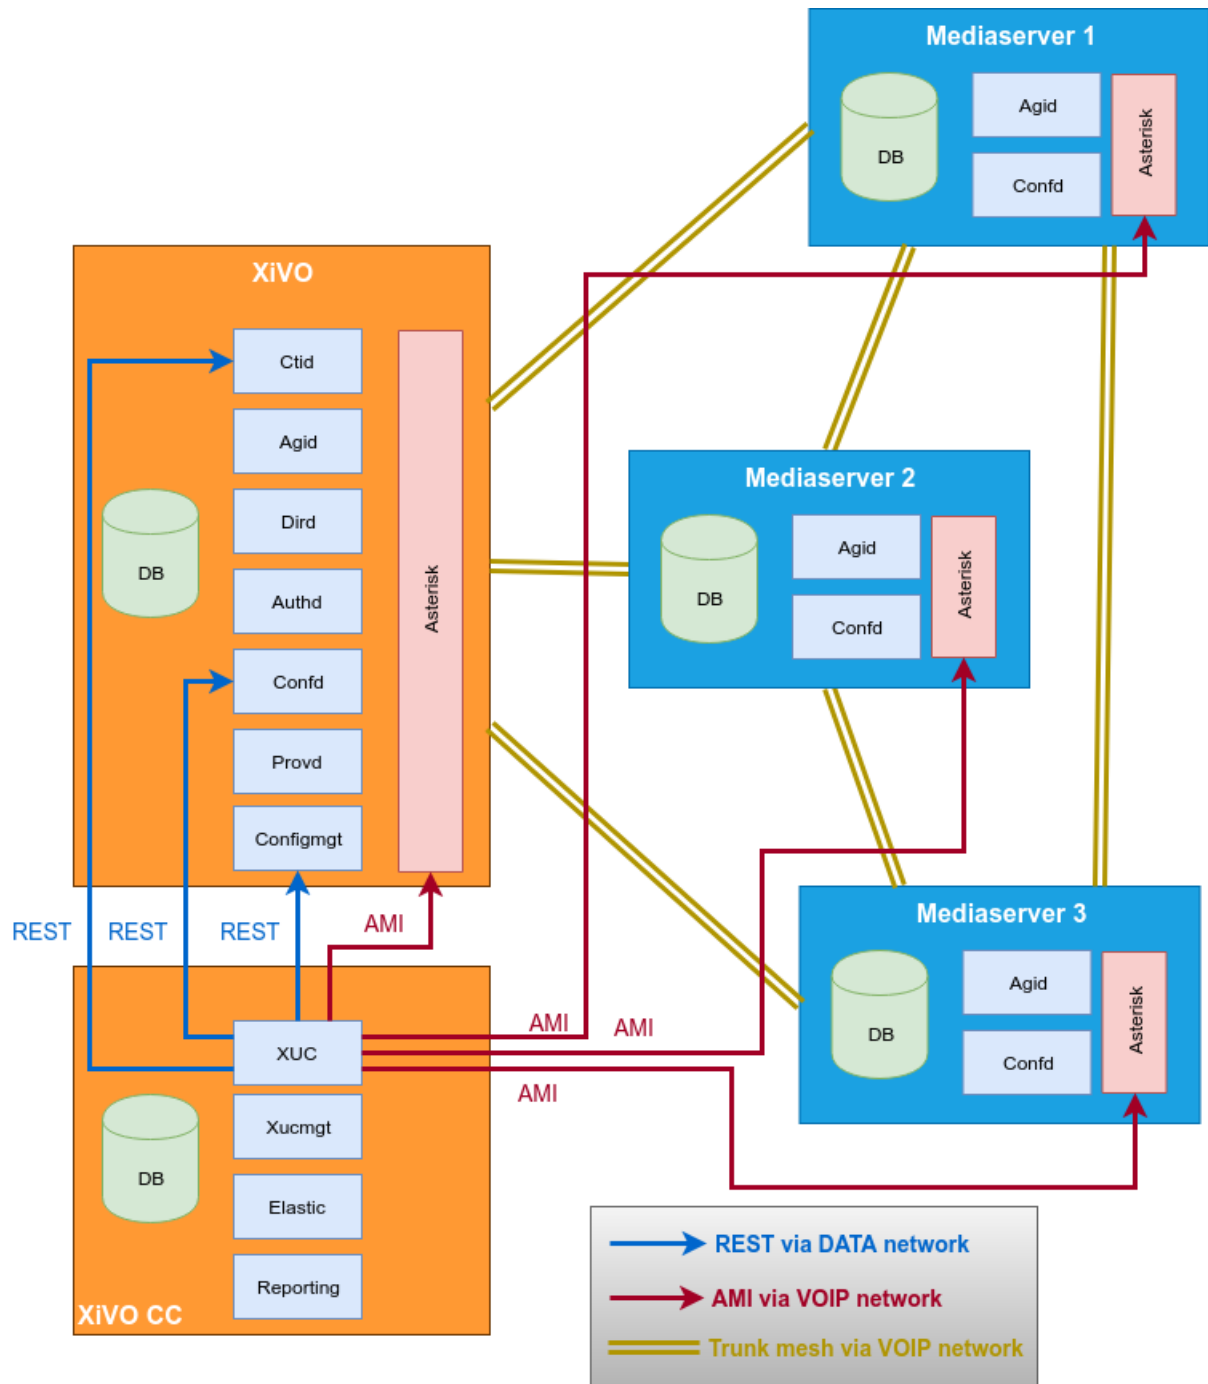 Mediaserver 1
DB
Agid
Confd
Asterisk
XiVO
Ctid
Agid
Dird
Authd
Confd
Provd
Configmgt
DB
Asterisk
Mediaserver 2
DB
Agid
Confd
Asterisk
Mediaserver 3
DB
Agid
Confd
Asterisk
REST
REST
REST
AMI
AMI
AMI
AMI
XUC
Xucmgt
Elastic
Reporting
DB
XiVO CC
REST via DATA network
AMI via VOIP network
Trunk mesh via VOIP network